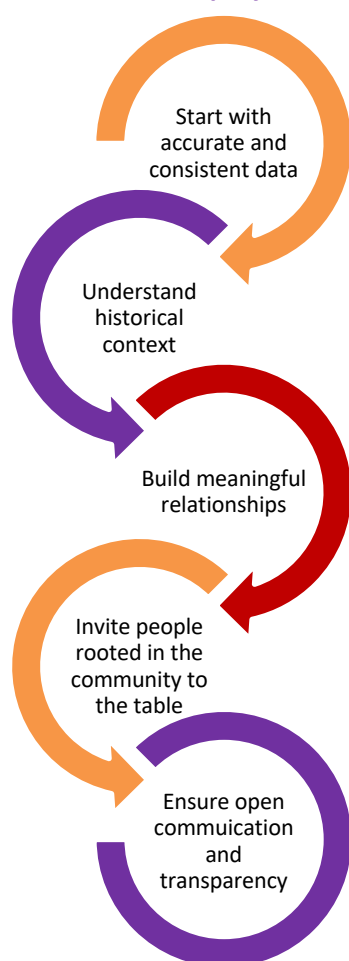 Start with
accurate and
consistent data
Understand
historical
context
Build meaningful
relationships
Invite people
rooted in the
community to
the table
Ensure open
commuication
and
transparency